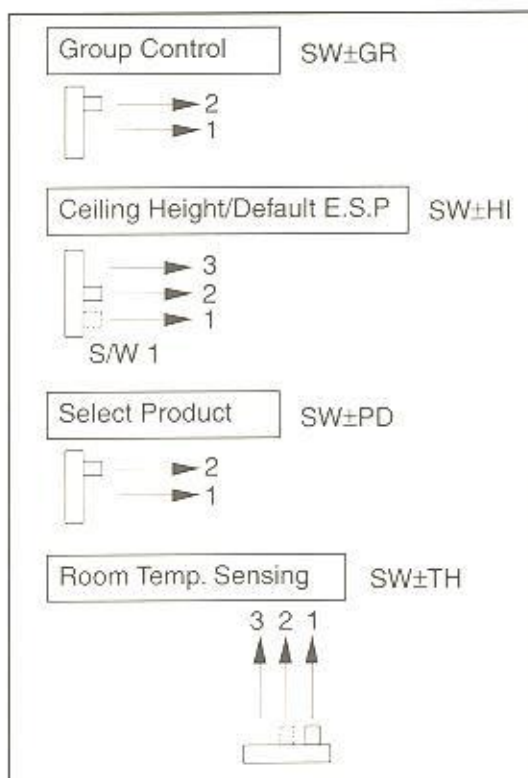 Group Control SW±GR
2
1
Ceiling Height/Default E.S.P SW±HI
3
2
1
S/W 1
Select Product SW±PD
2
1
Room Temp. Sensing SW±TH
3 2 1